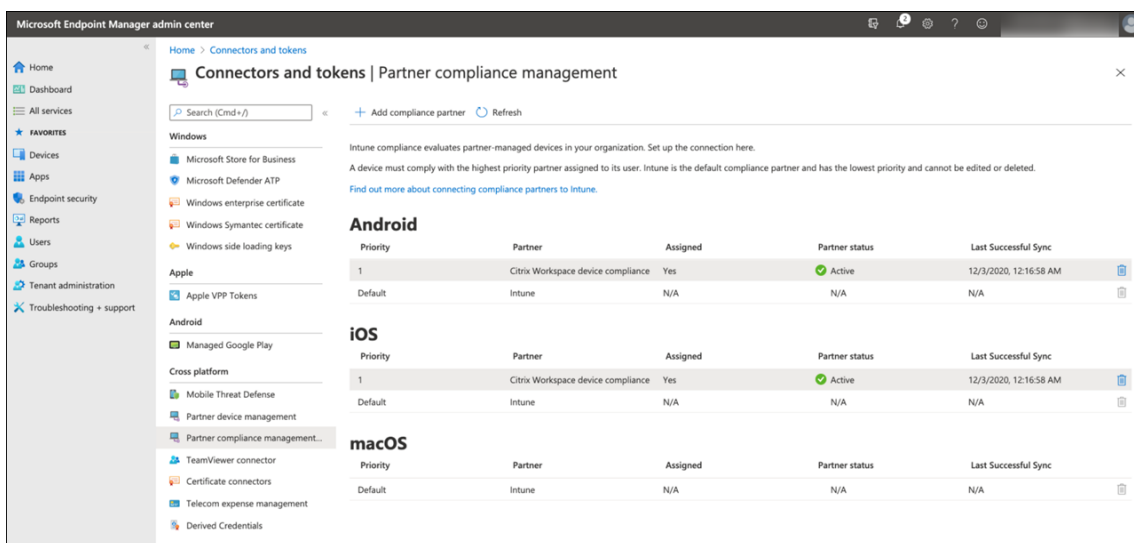 Microsoft Endpoint Manager admin center
2
Home
Dashboard
All services
FAVORITES
Devices
Apps
Endpoint security
Reports
Users
Groups
Tenant administration
Troubleshooting + support
Home > Connectors and tokens
Connectors and tokens | Partner compliance management
Search (Cmd+/)
Windows
Microsoft Store for Business
Microsoft Defender ATP
Windows enterprise certificate
Windows Symantec certificate
Windows side loading keys
Apple
Apple VPP Tokens
Android
Managed Google Play
Cross platform
Mobile Threat Defense
Partner device management
Partner compliance management...
TeamViewer connector
Certificate connectors
Telecom expense management
Derived Credentials
Add compliance partner Refresh
Intune compliance evaluates partner-managed devices in your organization. Set up the connection here.
A device must comply with the highest priority partner assigned to its user. Intune is the default compliance partner and has the lowest priority and cannot be edited or deleted.
Find out more about connecting compliance partners to Intune.
Android
Priority Partner Assigned Partner status Last Successful Sync
1 Citrix Workspace device compliance Yes Active 12/3/2020, 12:16:58 AM
Default Intune N/A N/A N/A
iOS
Priority Partner Assigned Partner status Last Successful Sync
1 Citrix Workspace device compliance Yes Active 12/3/2020, 12:16:58 AM
Default Intune N/A N/A N/A
macOS
Priority Partner Assigned Partner status Last Successful Sync
Default Intune N/A N/A N/A